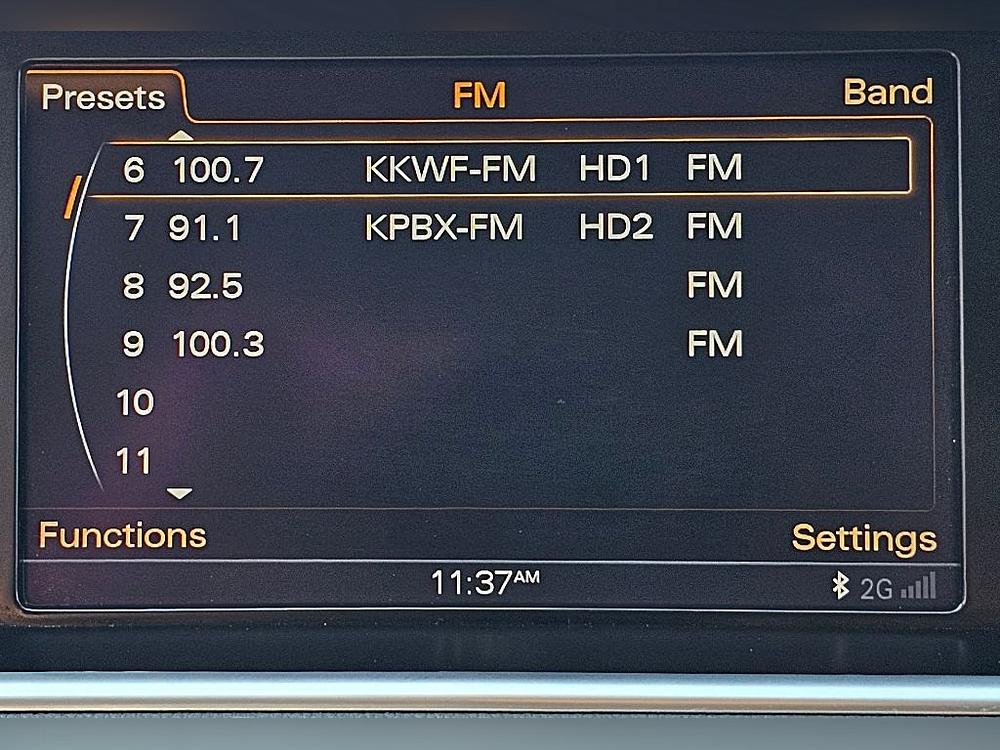 Presets FM Band
6 100.7 KKWF-FM HD1 FM
7 91.1 KPBX-FM HD2 FM
8 92.5 FM
9 100.3 FM
10
11
Functions Settings
11:37AM 2G